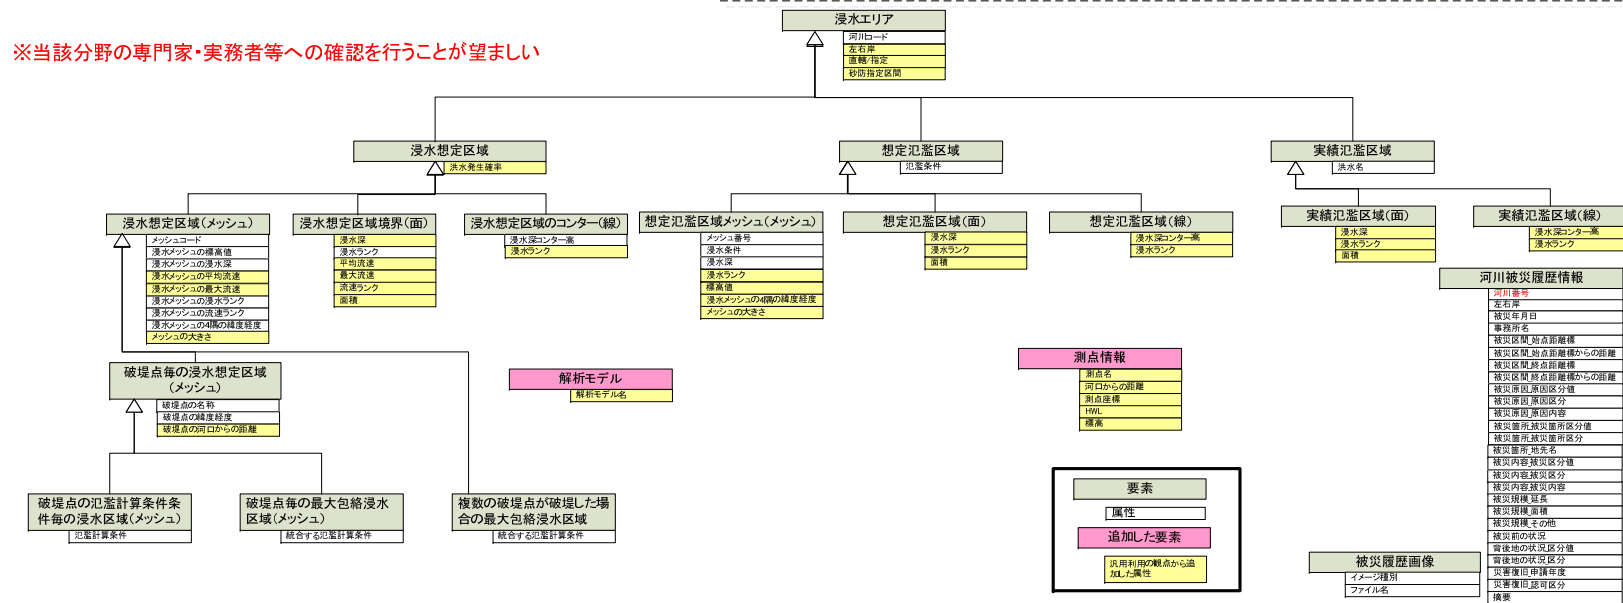 ※当該分野の専門家・実務者等への確認を行うことが望ましい
浸水エリア
河川コード
左右岸
直轄/指定
砂防指定区間
浸水想定区域
洪水発生確率
想定氾濫区域
氾濫条件
実績氾濫区域
洪水名
浸水想定区域(メッシュ)
メッシュコード
浸水メッシュの標高値
浸水メッシュの浸水深
浸水メッシュの平均流速
浸水メッシュの最大流速
浸水メッシュの浸水ランク
浸水メッシュの流速ランク
浸水メッシュの4隅の緯度経度
メッシュの大きさ
浸水想定区域境界(面)
浸水深
浸水ランク
平均流速
最大流速
流速ランク
面積
浸水想定区域のコンター(線)
浸水深コンター高
浸水ランク
想定氾濫区域メッシュ(メッシュ)
メッシュ番号
浸水条件
浸水深
浸水ランク
標高値
浸水メッシュの4隅の緯度経度
メッシュの大きさ
想定氾濫区域(面)
浸水深
浸水ランク
面積
想定氾濫区域(線)
浸水深コンター高
浸水ランク
実績氾濫区域(面)
浸水深
浸水ランク
面積
実績氾濫区域(線)
浸水深コンター高
浸水ランク
破堤点毎の浸水想定区域
(メッシュ)
破堤点の名称
破堤点の緯度経度
破堤点の河口からの距離
破堤点の氾濫計算条件条
件毎の浸水区域(メッシュ)
氾濫計算条件
破堤点毎の最大包絡浸水
区域(メッシュ)
統合する氾濫計算条件
複数の破堤点が破堤した場
合の最大包絡浸水区域
統合する氾濫計算条件
解析モデル
解析モデル名
測点情報
測点名
河口からの距離
測点座標
HWL
標高
要素
属性
追加した要素
汎用利用の観点から追
加した属性
河川被災履歴情報
河川番号
左右岸
被災年月日
事務所名
被災区間_始点距離標
被災区間_始点距離標からの距離
被災区間_終点距離標
被災区間_終点距離標からの距離
被災原因_原因区分値
被災原因_原因区分
被災原因_原因内容
被災箇所_被災箇所区分値
被災箇所_被災箇所区分
被災箇所_地先名
被災内容_被災区分値
被災内容_被災区分
被災内容_被災内容
被災規模_延長
被災規模_面積
被災規模_その他
被災前の状況
背後地の状況_区分値
背後地の状況_区分
災害復旧_申請年度
災害復旧_認可区分
摘要
被災履歴画像
イメージ種別
ファイル名